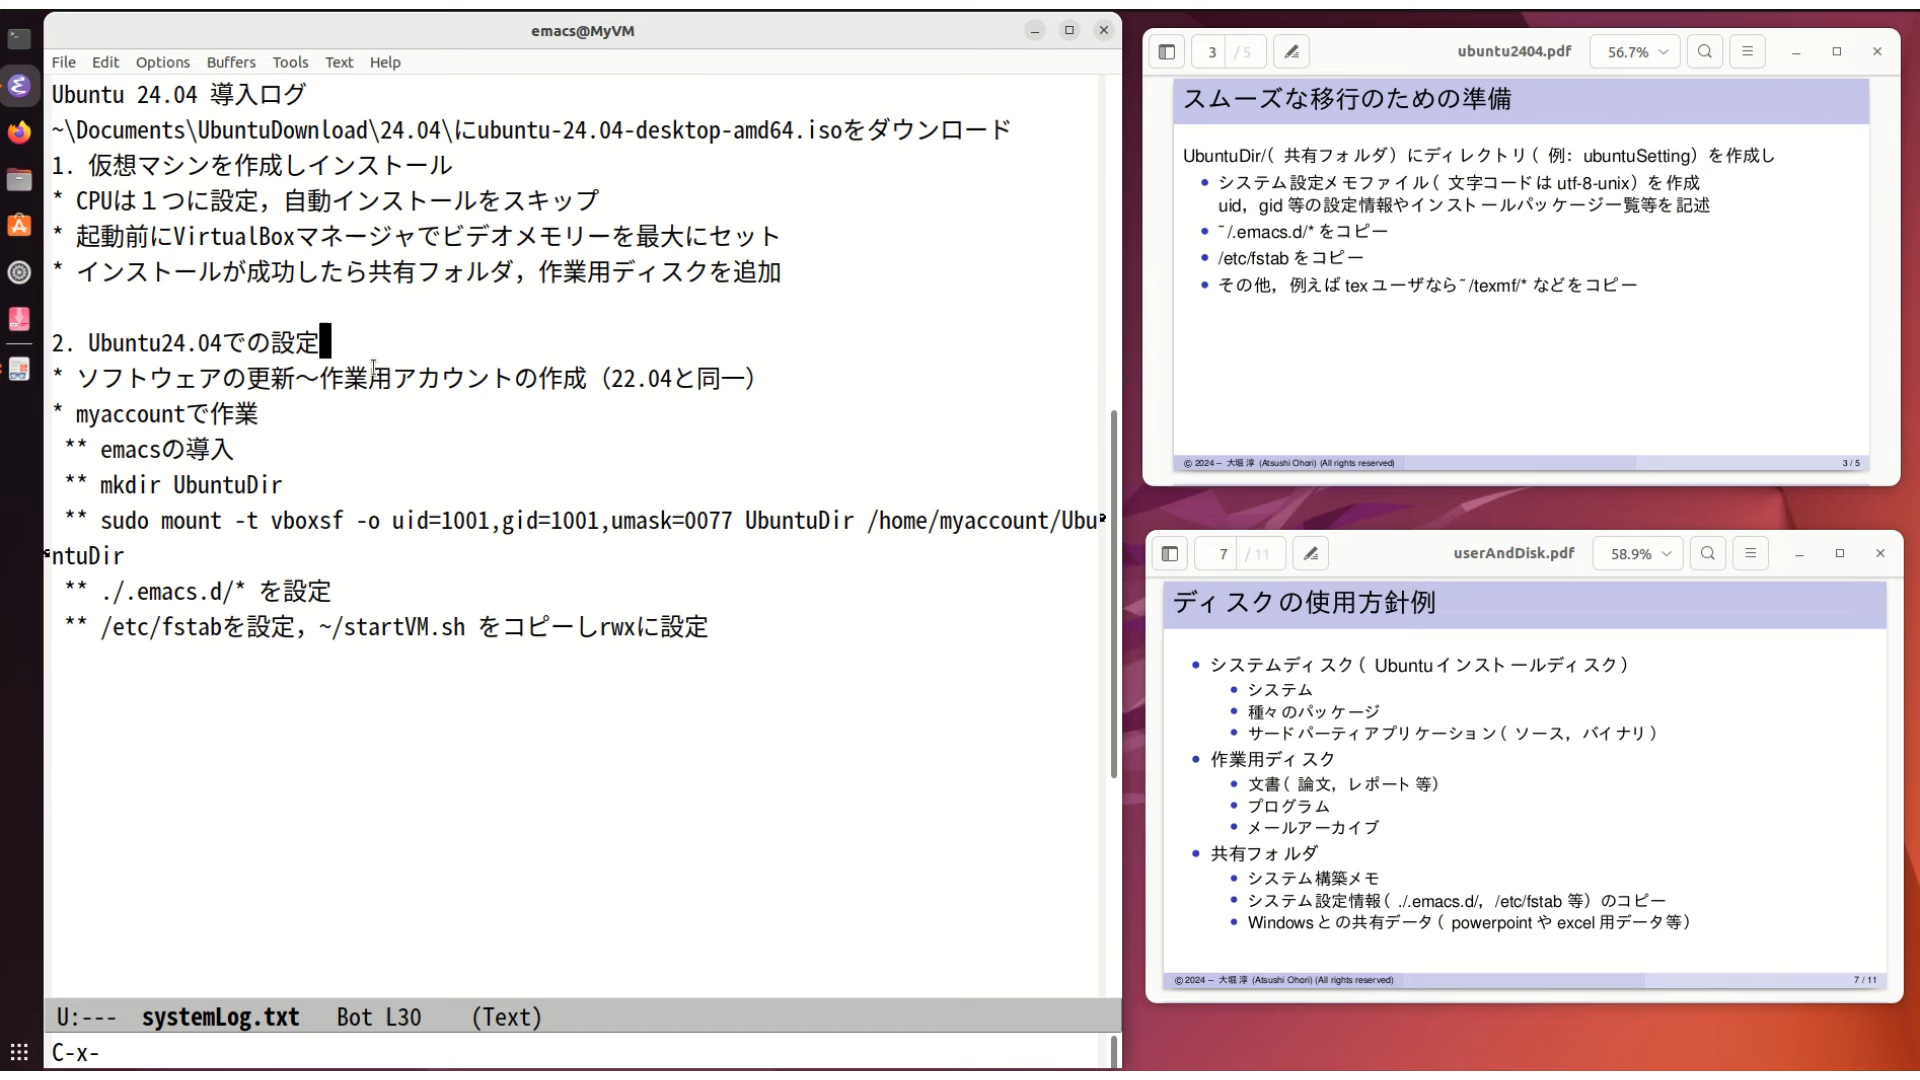 emacs@MyVM
File Edit Options Buffers Tools Text Help
Ubuntu 24.04 導入ログ
~\Documents\UbuntuDownload\24.04\にubuntu-24.04-desktop-amd64.isoをダウンロード
1. 仮想マシンを作成しインストール
* CPUは１つに設定，自動インストールをスキップ
* 起動前にVirtualBoxマネージャでビデオメモリーを最大にセット
* インストールが成功したら共有フォルダ，作業用ディスクを追加
2. Ubuntu24.04での設定
* ソフトウェアの更新～作業用アカウントの作成（22.04と同一）
* myaccountで作業
** emacsの導入
** mkdir UbuntuDir
** sudo mount -t vboxsf -o uid=1001,gid=1001,umask=0077 UbuntuDir /home/myaccount/Ubu
ntuDir
** ./.emacs.d/* を設定
** /etc/fstabを設定，~/startVM.sh をコピーしrwxに設定
U:--- systemLog.txt Bot L30 (Text)
C-x-
3 / 5 ubuntu2404.pdf 56.7%
スムーズな移行のための準備
UbuntuDir/(共有フォルダ) にディレクトリ(例: ubuntuSetting) を作成し
• システム設定メモファイル(文字コードは utf-8-unix) を作成
uid, gid 等の設定情報やインストールパッケージ一覧等を記述
• ~/.emacs.d/* をコピー
• /etc/fstab をコピー
• その他，例えば tex ユーザなら~/texmf/* などをコピー
© 2024 – 大堀 淳 (Atsushi Ohori) (All rights reserved) 3 / 5
7 / 11 userAndDisk.pdf 58.9%
ディスクの使用方針例
• システムディスク(Ubuntu インストールディスク)
• システム
• 種々のパッケージ
• サードパーティアプリケーション(ソース，バイナリ)
• 作業用ディスク
• 文書(論文，レポート等)
• プログラム
• メールアーカイブ
• 共有フォルダ
• システム構築メモ
• システム設定情報(./.emacs.d/, /etc/fstab 等) のコピー
• Windows との共有データ(powerpoint や excel 用データ等)
© 2024 – 大堀 淳 (Atsushi Ohori) (All rights reserved) 7 / 11